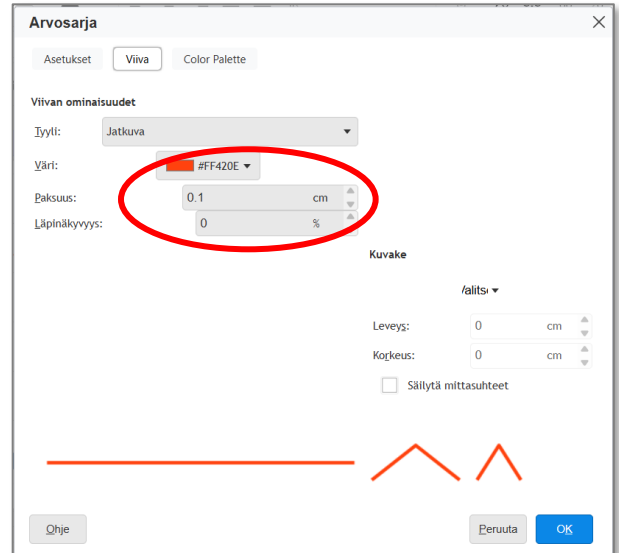 Arvosarja
Asetukset Viiva Color Palette
Viivan ominaisuudet
Tyyli: Jatkuva
Väri: #FF420E
Paksuus: 0.1 cm
Läpinäkyvyys: 0 %
Kuvake
Leveys: 0 cm
Korkeus: 0 cm
Säilytä mittasuhteet
Ohje Peruuta OK